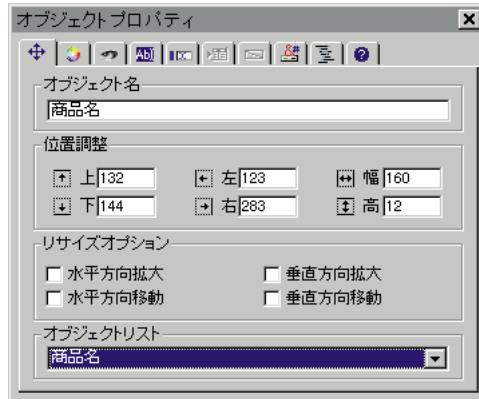 オブジェクトプロパティ
オブジェクト名
商品名
位置調整
上 132 左 123 幅 160
下 144 右 283 高 12
リサイズオプション
水平方向拡大 垂直方向拡大
水平方向移動 垂直方向移動
オブジェクトリスト
商品名